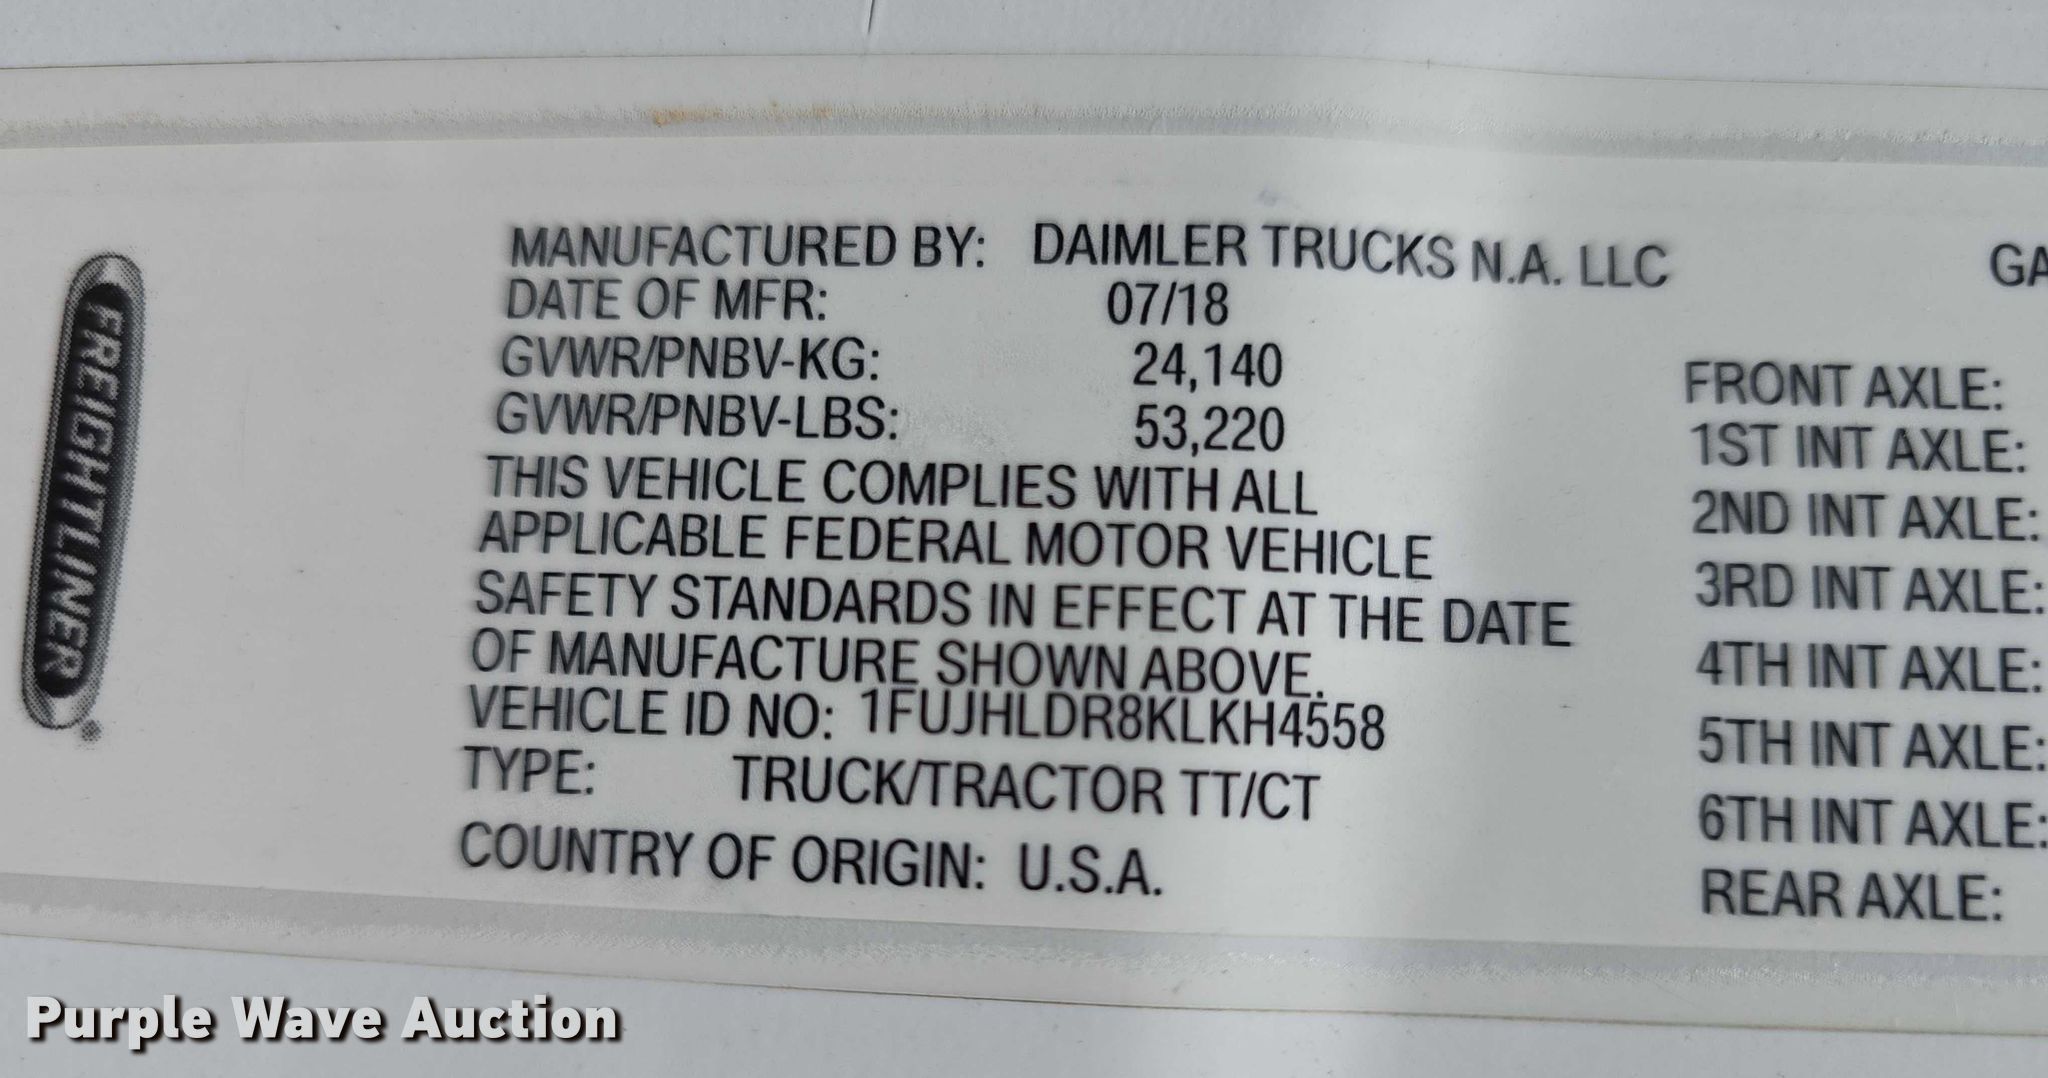 FREIGHTLINER
MANUFACTURED BY: DAIMLER TRUCKS N.A. LLC
DATE OF MFR: 07/18
GVWR/PNBV-KG: 24,140
GVWR/PNBV-LBS: 53,220
THIS VEHICLE COMPLIES WITH ALL
APPLICABLE FEDERAL MOTOR VEHICLE
SAFETY STANDARDS IN EFFECT AT THE DATE
OF MANUFACTURE SHOWN ABOVE.
VEHICLE ID NO: 1FUJHLDR8KLKH4558
TYPE: TRUCK/TRACTOR TT/CT
COUNTRY OF ORIGIN: U.S.A.
GA
FRONT AXLE:
1ST INT AXLE:
2ND INT AXLE:
3RD INT AXLE:
4TH INT AXLE:
5TH INT AXLE:
6TH INT AXLE:
REAR AXLE:
Purple Wave Auction